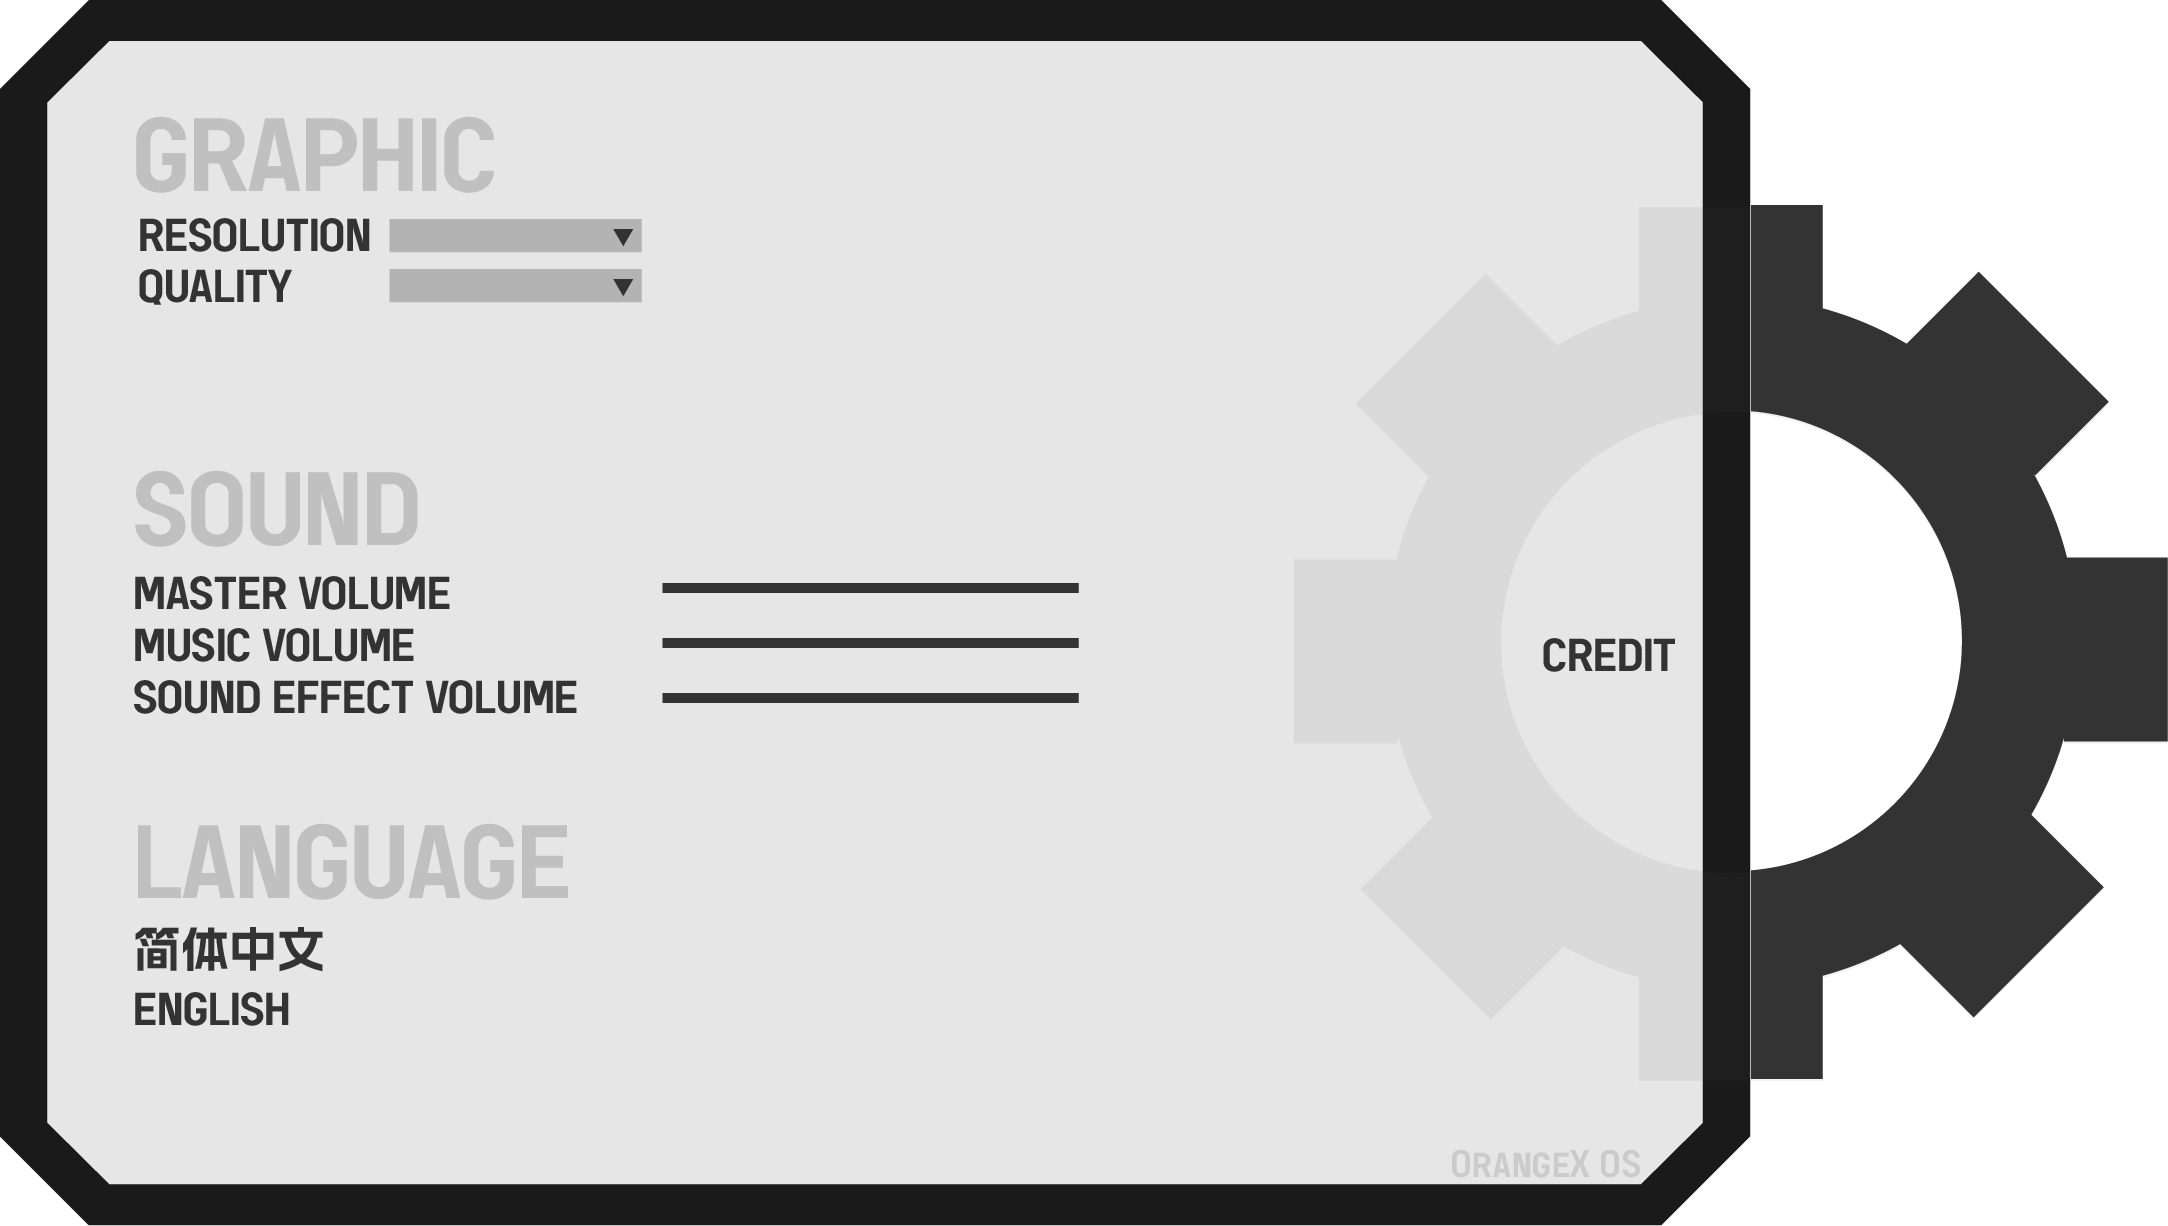 GRAPHIC
RESOLUTION
QUALITY
SOUND
MASTER VOLUME
MUSIC VOLUME
SOUND EFFECT VOLUME
CREDIT
LANGUAGE
简体中文
ENGLISH
ORANGEX OS